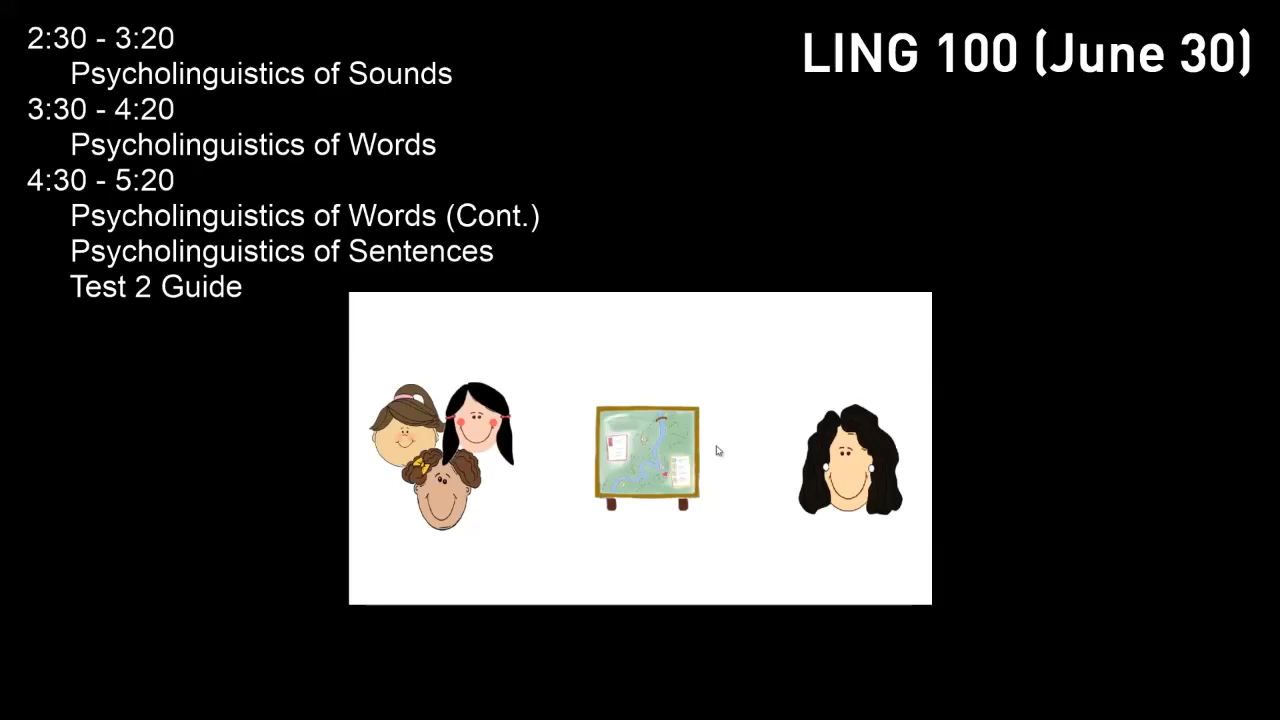 LING 100 (June 30)
2:30 - 3:20
Psycholinguistics of Sounds
3:30 - 4:20
Psycholinguistics of Words
4:30 - 5:20
Psycholinguistics of Words (Cont.)
Psycholinguistics of Sentences
Test 2 Guide